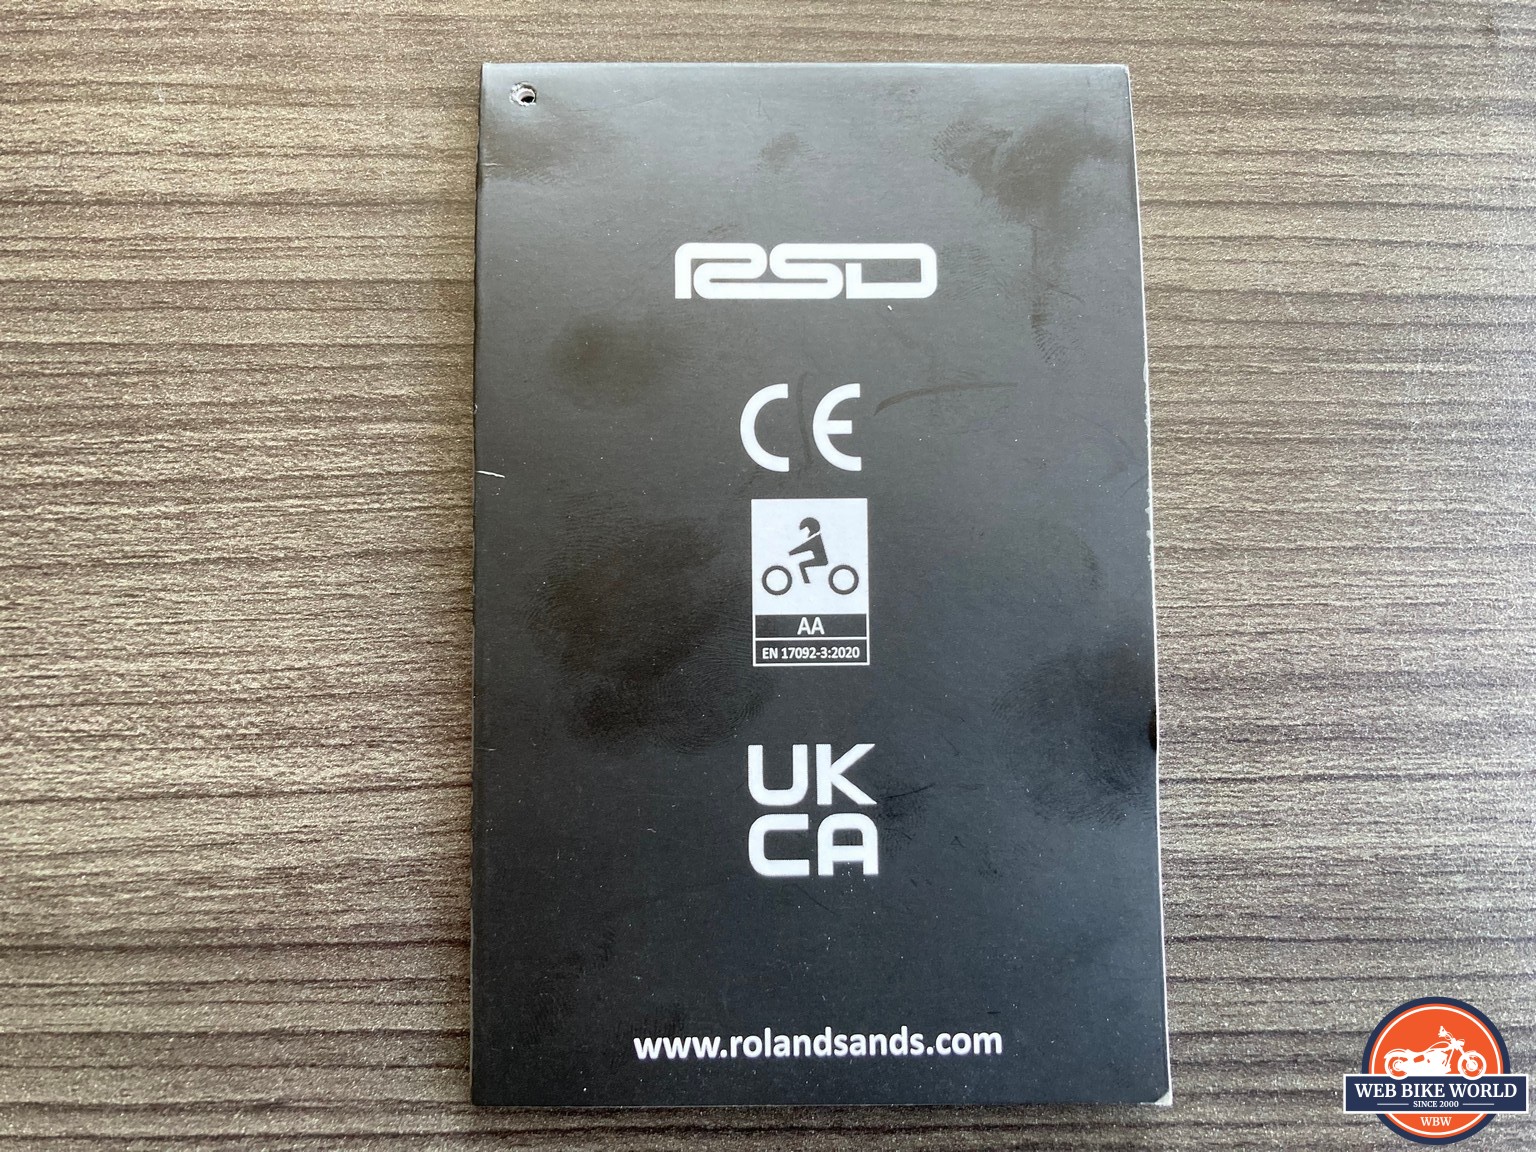 RSD
CE
AA
EN 17092-3:2020
UK
CA
www.rolandsands.com
WEB BIKE WORLD
SINCE 2000
WBW